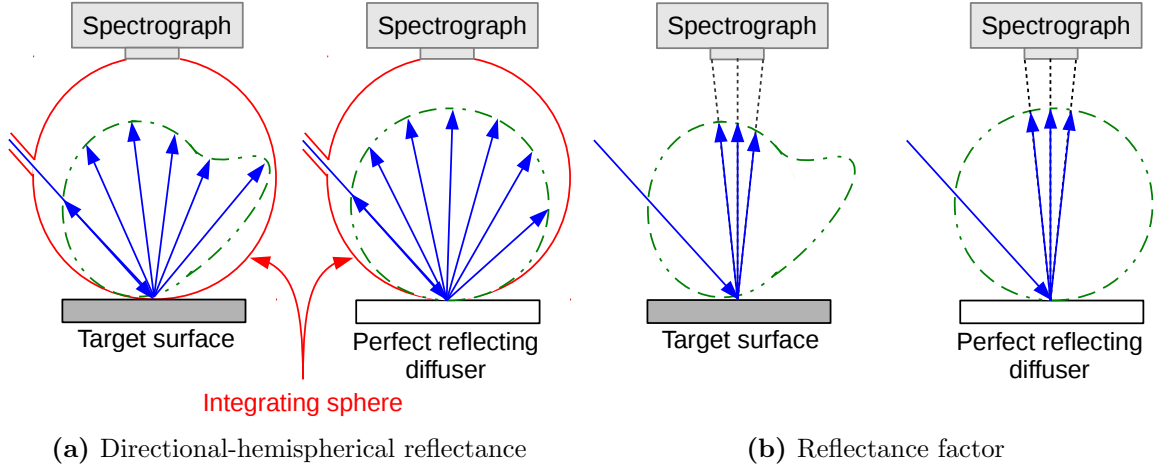 Spectrograph
Spectrograph
Spectrograph
Spectrograph
Target surface
Perfect reflecting
diffuser
Target surface
Perfect reflecting
diffuser
Integrating sphere
(a) Directional-hemispherical reflectance
(b) Reflectance factor